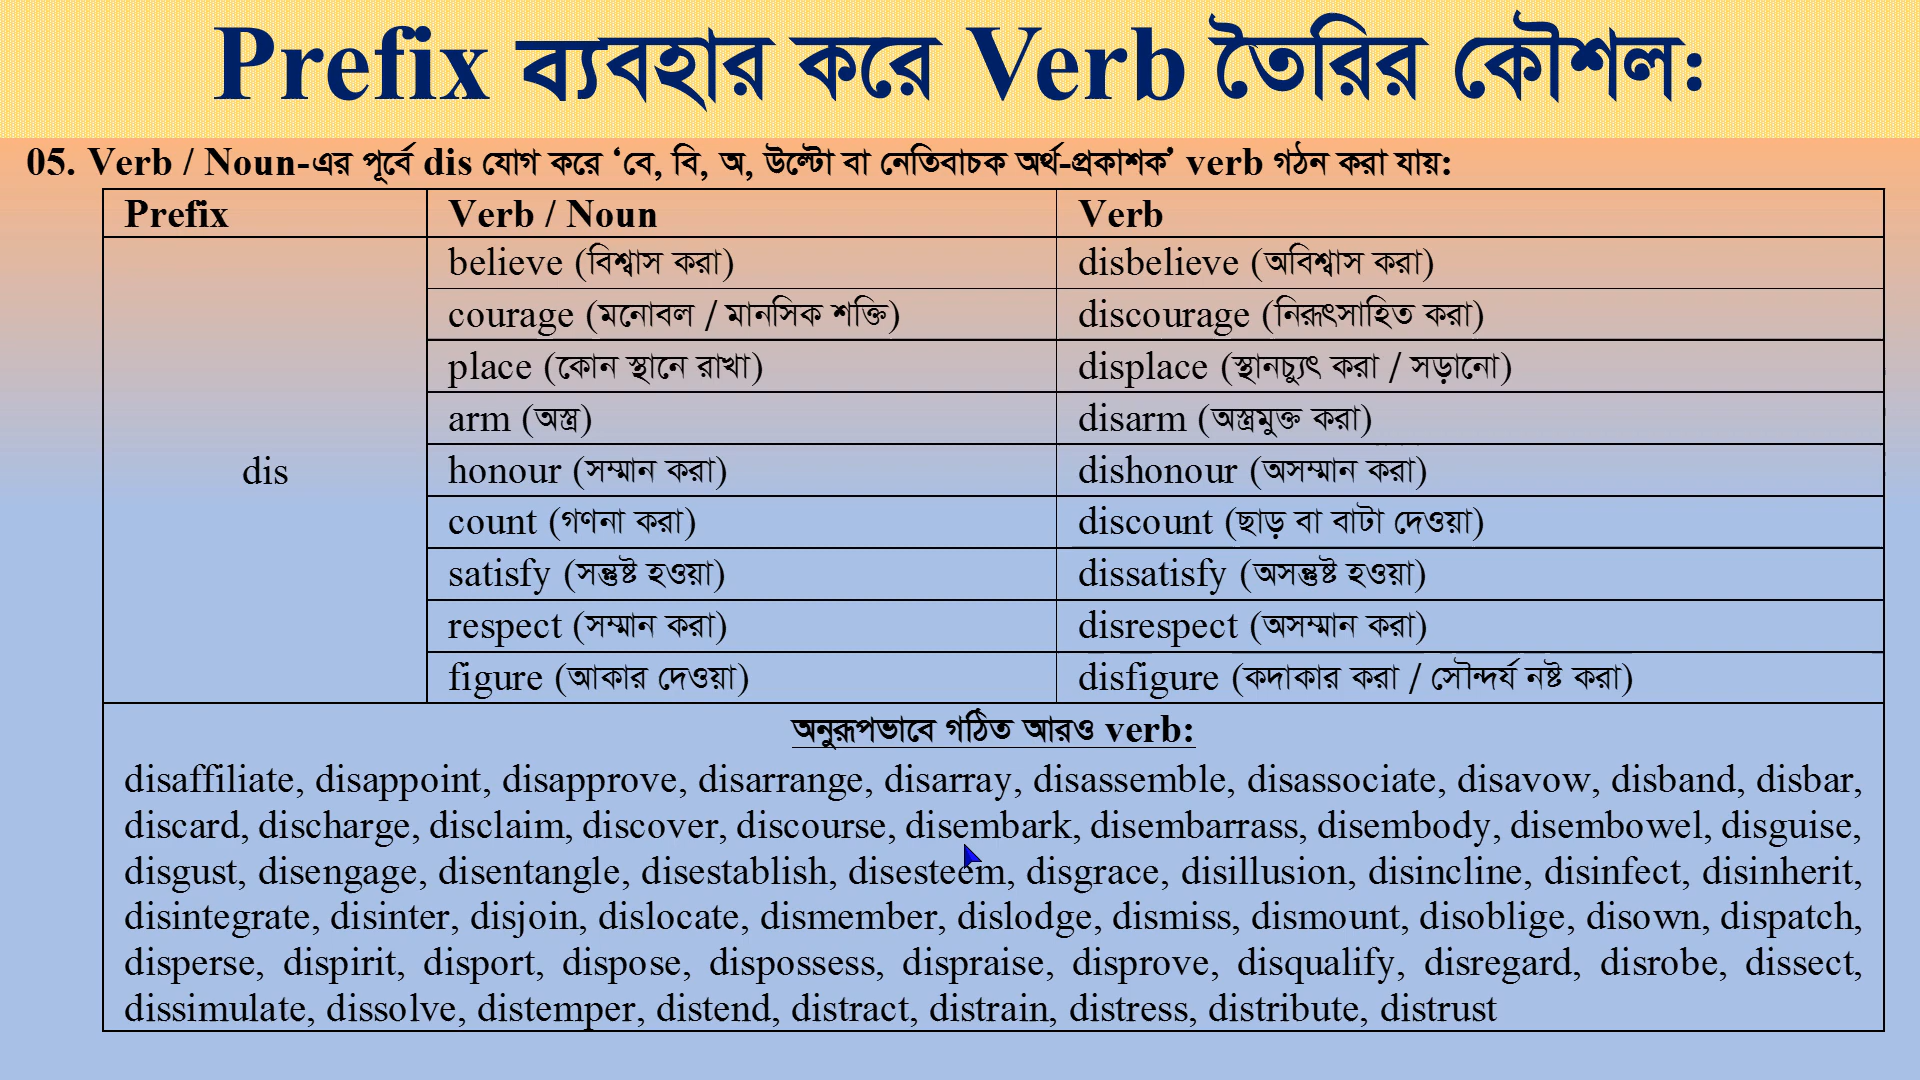 Prefix ব্যবহার করে Verb তৈরির কৌশল:
05. Verb / Noun-এর পূর্বে dis যোগ করে ‘বে, বি, অ, উল্টো বা নেতিবাচক অর্থ-প্রকাশক’ verb গঠন করা যায়:
Prefix Verb / Noun Verb
believe (বিশ্বাস করা) disbelieve (অবিশ্বাস করা)
courage (মনোবল / মানসিক শক্তি) discourage (নিরূৎসাহিত করা)
place (কোন স্থানে রাখা) displace (স্থানচ্যুৎ করা / সড়ানো)
arm (অস্ত্র) disarm (অস্ত্রমুক্ত করা)
dis honour (সম্মান করা) dishonour (অসম্মান করা)
count (গণনা করা) discount (ছাড় বা বাটা দেওয়া)
satisfy (সন্তুষ্ট হওয়া) dissatisfy (অসন্তুষ্ট হওয়া)
respect (সম্মান করা) disrespect (অসম্মান করা)
figure (আকার দেওয়া) disfigure (কদাকার করা / সৌন্দর্য নষ্ট করা)
অনুরূপভাবে গঠিত আরও verb:
disaffiliate, disappoint, disapprove, disarrange, disarray, disassemble, disassociate, disavow, disband, disbar,
discard, discharge, disclaim, discover, discourse, disembark, disembarrass, disembody, disembowel, disguise,
disgust, disengage, disentangle, disestablish, disesteem, disgrace, disillusion, disincline, disinfect, disinherit,
disintegrate, disinter, disjoin, dislocate, dismember, dislodge, dismiss, dismount, disoblige, disown, dispatch,
disperse, dispirit, disport, dispose, dispossess, dispraise, disprove, disqualify, disregard, disrobe, dissect,
dissimulate, dissolve, distemper, distend, distract, distrain, distress, distribute, distrust